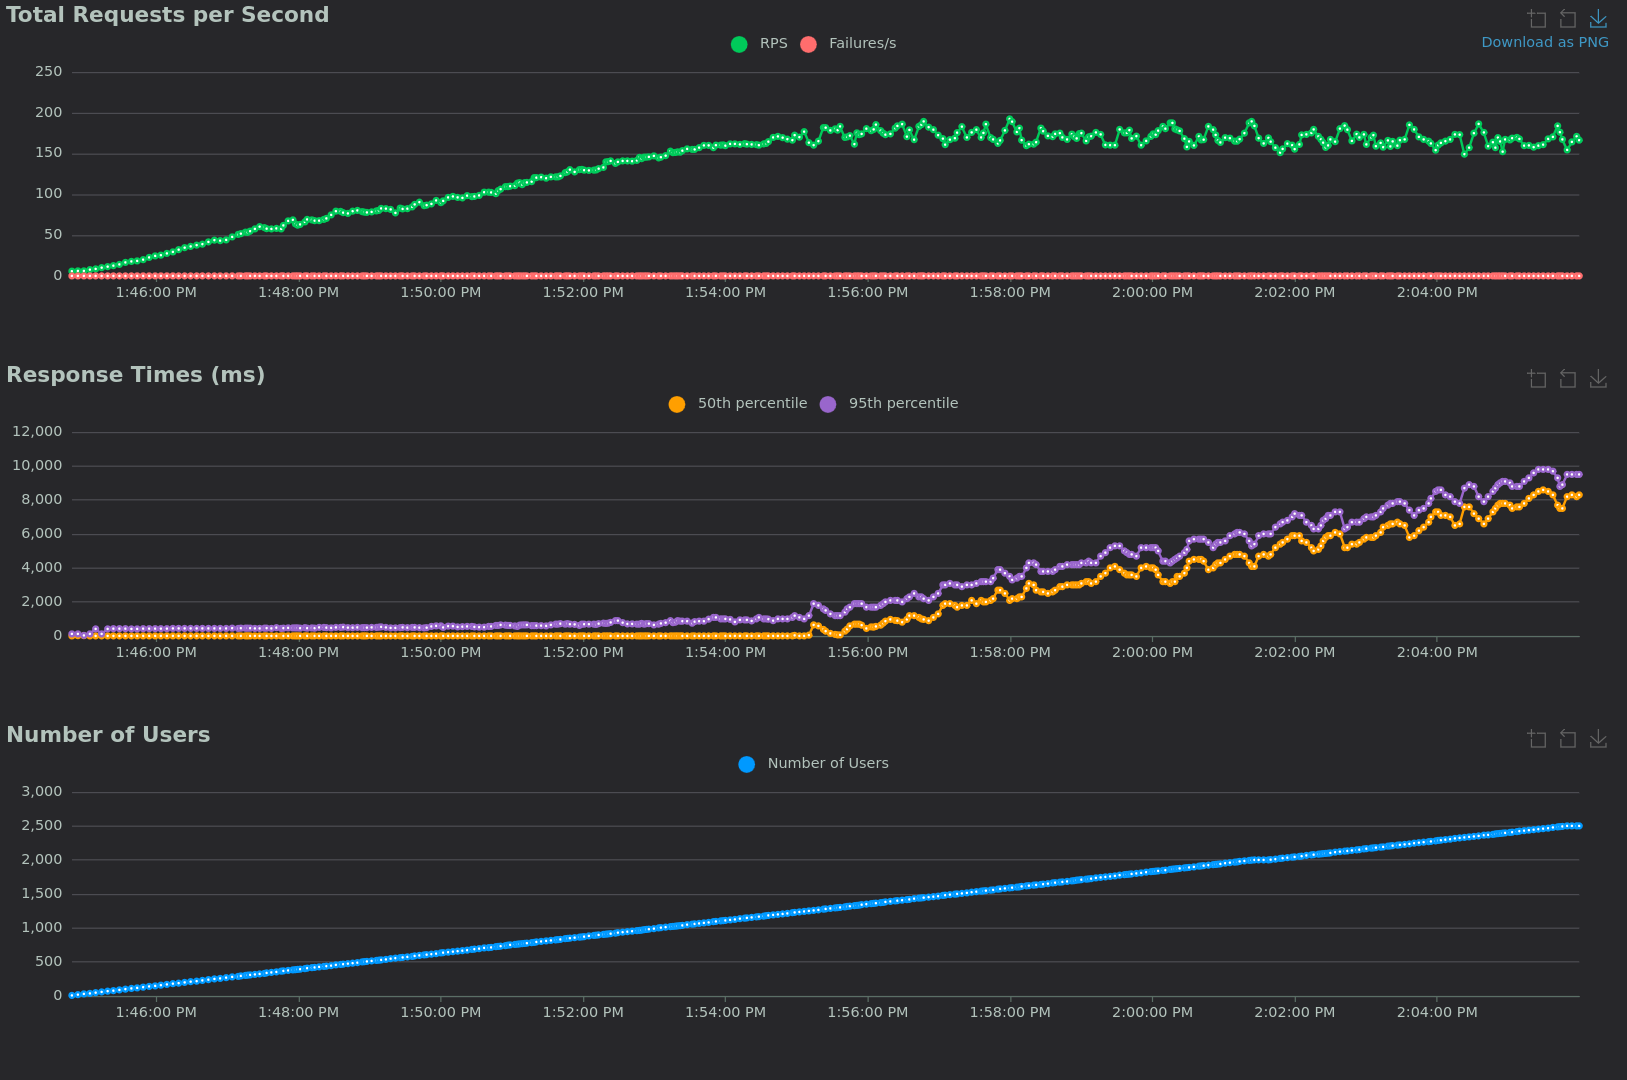 Total Requests per Second
RPS Failures/s
Download as PNG
250
200
150
100
50
0
1:46:00 PM 1:48:00 PM 1:50:00 PM 1:52:00 PM 1:54:00 PM 1:56:00 PM 1:58:00 PM 2:00:00 PM 2:02:00 PM 2:04:00 PM
Response Times (ms)
50th percentile 95th percentile
12,000
10,000
8,000
6,000
4,000
2,000
0
1:46:00 PM 1:48:00 PM 1:50:00 PM 1:52:00 PM 1:54:00 PM 1:56:00 PM 1:58:00 PM 2:00:00 PM 2:02:00 PM 2:04:00 PM
Number of Users
Number of Users
3,000
2,500
2,000
1,500
1,000
500
0
1:46:00 PM 1:48:00 PM 1:50:00 PM 1:52:00 PM 1:54:00 PM 1:56:00 PM 1:58:00 PM 2:00:00 PM 2:02:00 PM 2:04:00 PM